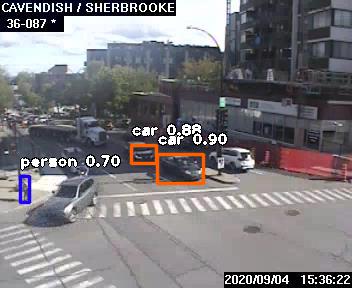 CAVENDISH / SHERBROOKE
36-087 *
car 0.88
car 0.90
person 0.70
2020/09/04 15:36:22